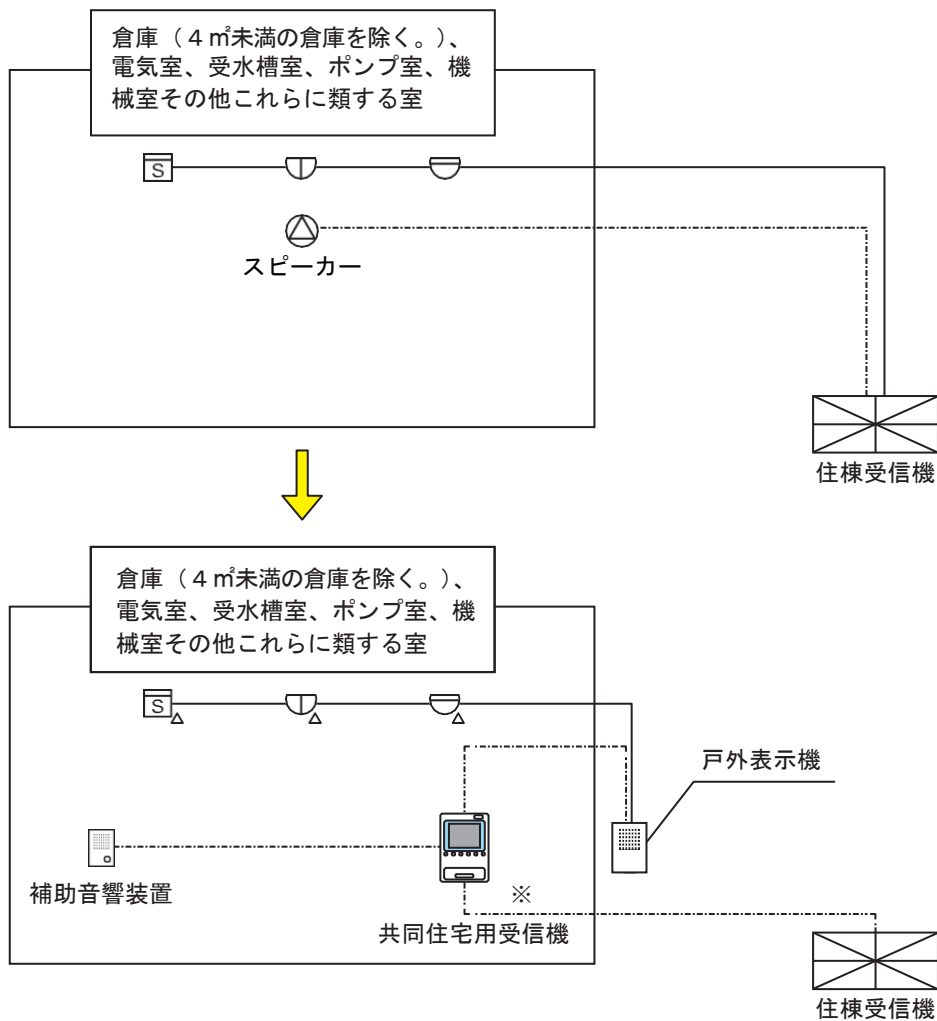 倉庫（４㎡未満の倉庫を除く。）、
電気室、受水槽室、ポンプ室、機
械室その他これらに類する室
S
スピーカー
住棟受信機
倉庫（４㎡未満の倉庫を除く。）、
電気室、受水槽室、ポンプ室、機
械室その他これらに類する室
S
戸外表示機
補助音響装置
※
共同住宅用受信機
住棟受信機